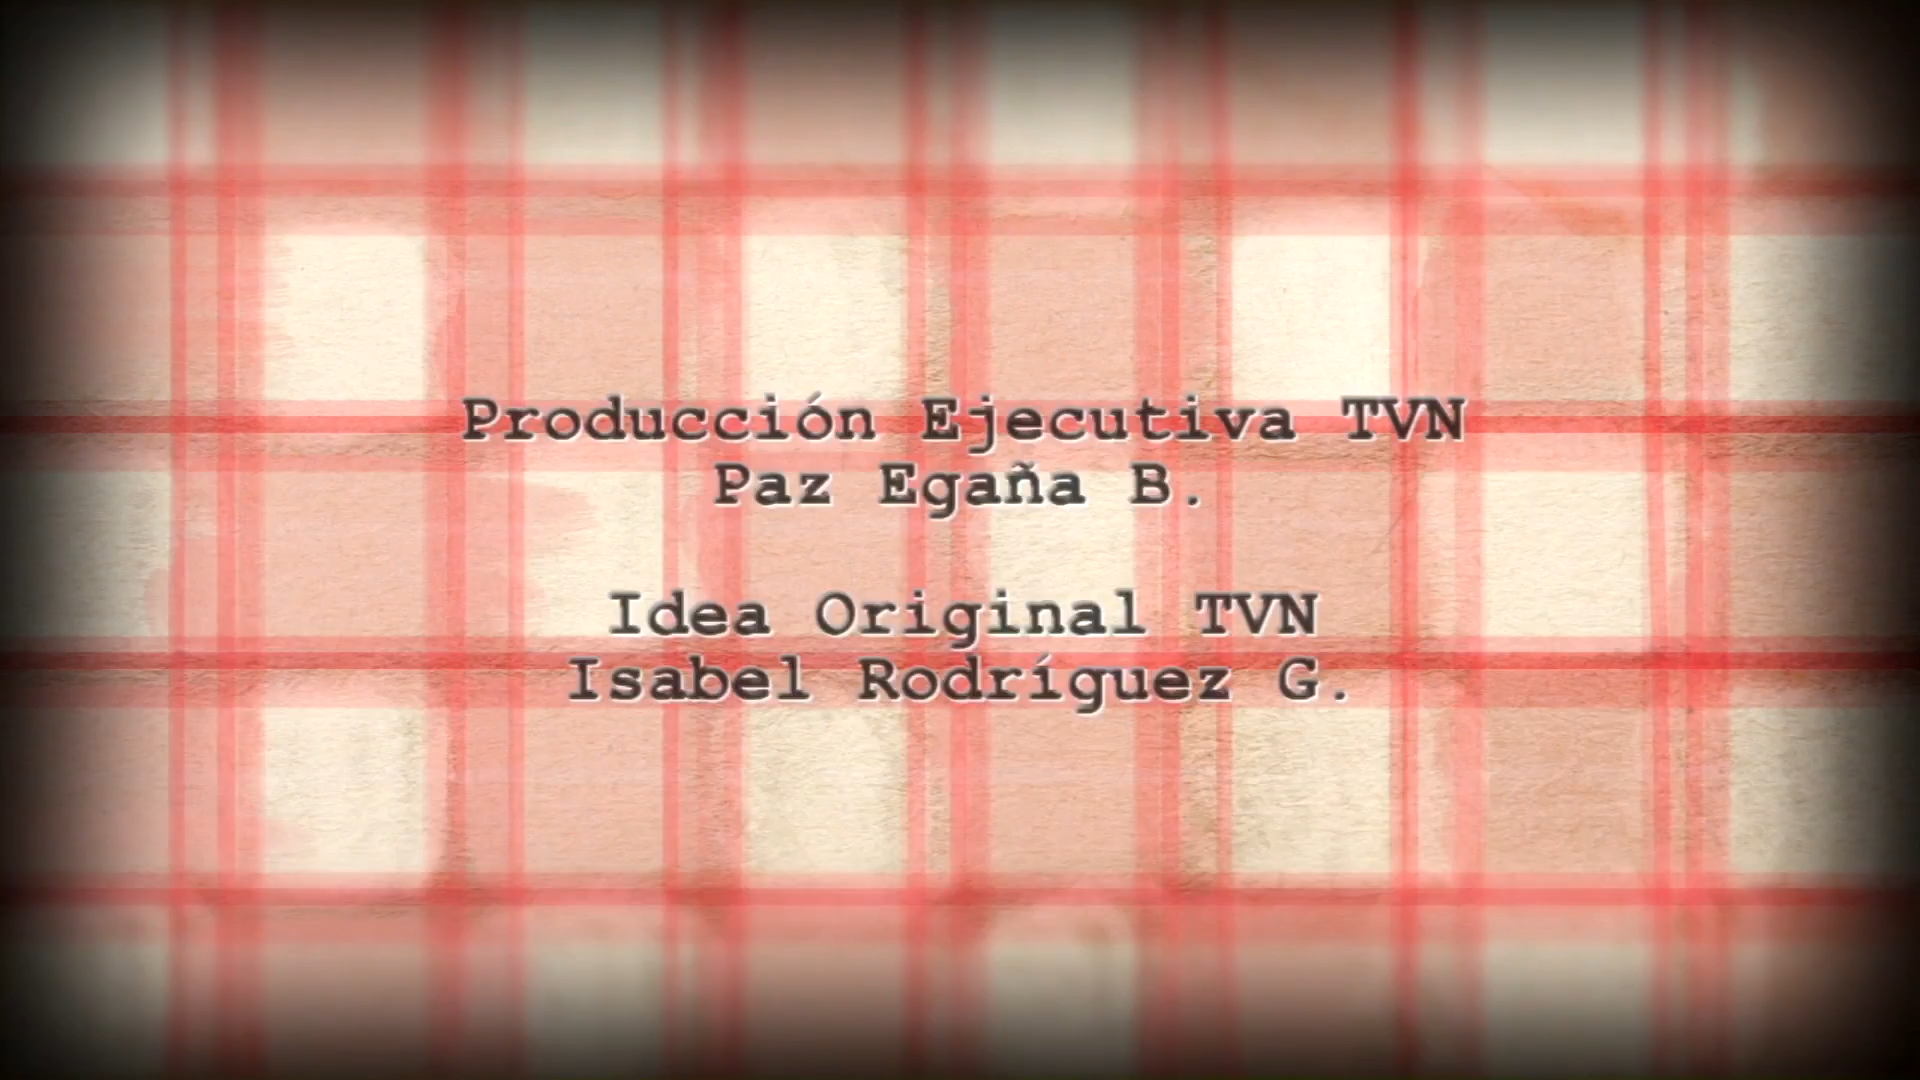 Producción Ejecutiva TVN
Paz Egaña B.
Idea Original TVN
Isabel Rodríguez G.